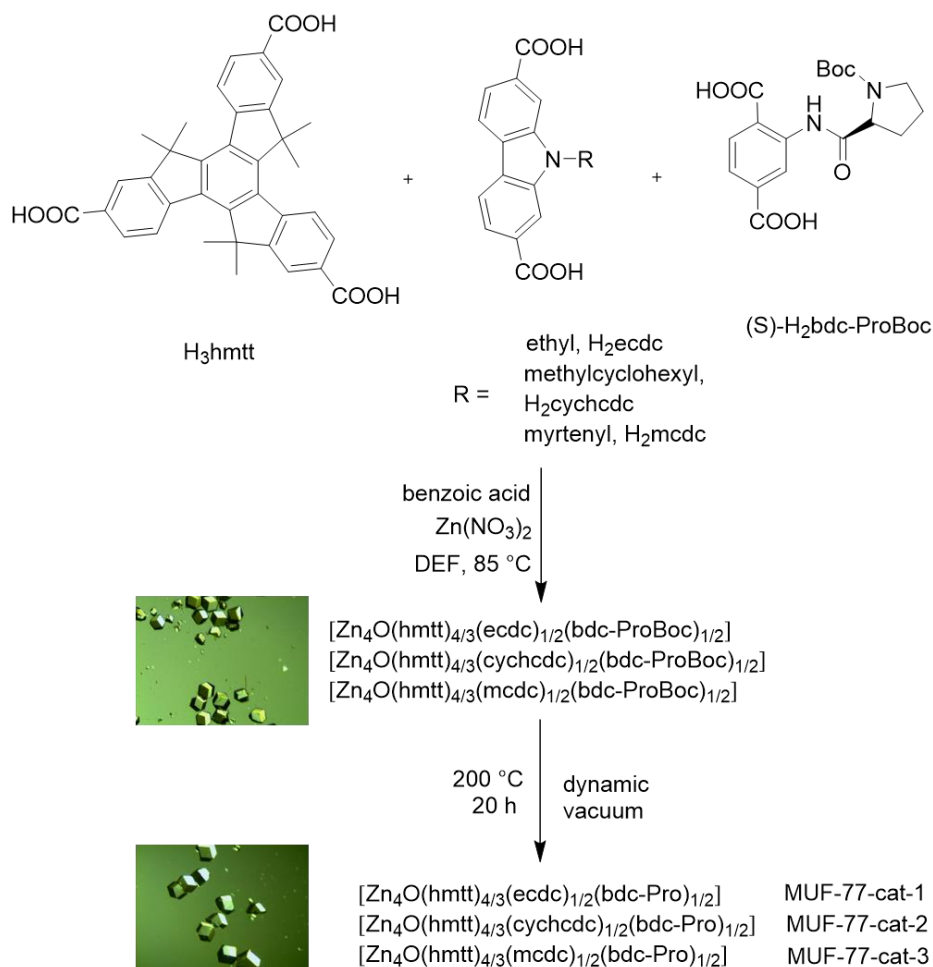 COOH
HOOC
COOH
H₃hmtt
+
COOH
N
R
COOH
+
HOOC
Boc
N
H
N
O
COOH
(S)-H₂bdc-ProBoc
R =
ethyl, H₂ecdc
methylcyclohexyl,
H₂cychcdc
myrtenyl, H₂mcdc
benzoic acid
Zn(NO₃)₂
DEF, 85 °C
[Zn₄O(hmtt)₄/₃(ecdc)₁/₂(bdc-ProBoc)₁/₂]
[Zn₄O(hmtt)₄/₃(cychcdc)₁/₂(bdc-ProBoc)₁/₂]
[Zn₄O(hmtt)₄/₃(mcdc)₁/₂(bdc-ProBoc)₁/₂]
200 °C
20 h
dynamic
vacuum
[Zn₄O(hmtt)₄/₃(ecdc)₁/₂(bdc-Pro)₁/₂] MUF-77-cat-1
[Zn₄O(hmtt)₄/₃(cychcdc)₁/₂(bdc-Pro)₁/₂] MUF-77-cat-2
[Zn₄O(hmtt)₄/₃(mcdc)₁/₂(bdc-Pro)₁/₂] MUF-77-cat-3